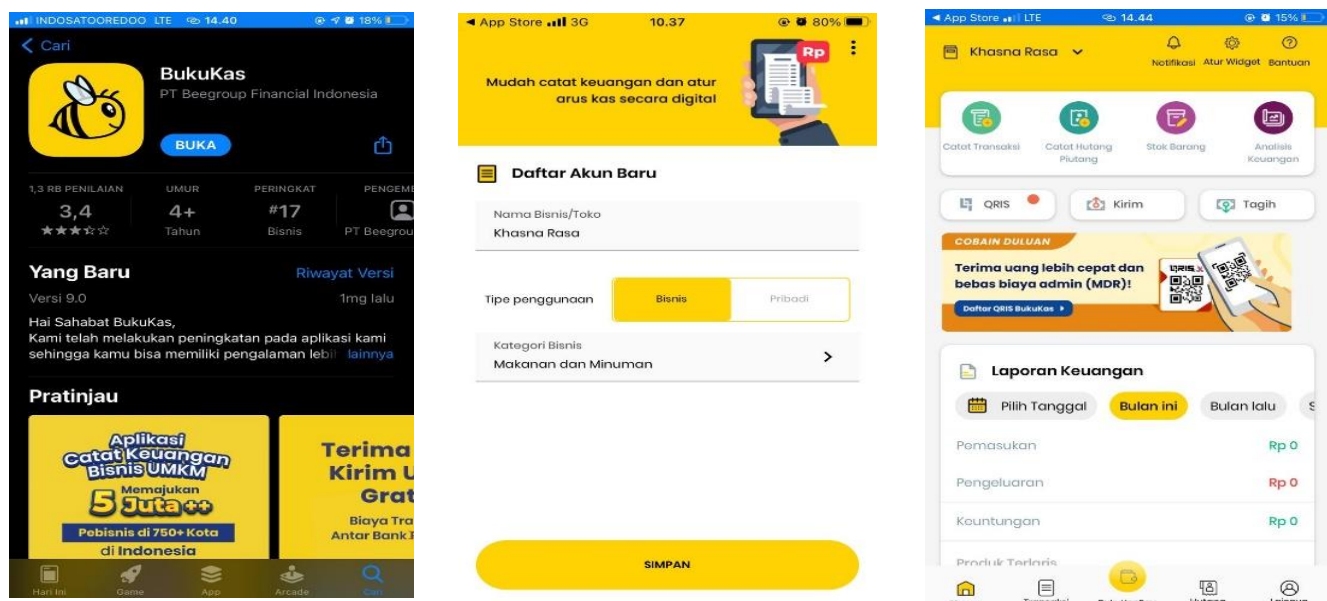 INDOSATOOREDOO LTE 14.40 18%
Cari
BukuKas
PT Beegroup Financial Indonesia
BUKA
1,3 RB PENILAIAN UMUR PERINGKAT
3,4 4+ #17
★★★☆☆ Tahun Bisnis PT Beegrou
Yang Baru Riwayat Versi
Versi 9.0 1mg lalu
Hai Sahabat BukuKas,
Kami telah melakukan peningkatan pada aplikasi kami
sehingga kamu bisa memiliki pengalaman lebih lainnya
Pratinjau
Aplikasi
Catat Keuangan
Bisnis UMKM
Memajukan
5 Juta++
Pebisnis di 750+ Kota
di Indonesia
Terima
Kirim U
Grat
Biaya Tra
Antar Bank
Hari Ini Game App Arcade Cari
App Store 3G 10.37 80%
Rp
Mudah catat keuangan dan atur
arus kas secara digital
Daftar Akun Baru
Nama Bisnis/Toko
Khasna Rasa
Tipe penggunaan Bisnis Pribadi
Kategori Bisnis
Makanan dan Minuman
SIMPAN
App Store LTE 14.44 15%
Khasna Rasa
Notifikasi Atur Widget Bantuan
Catat Transaksi Catat Hutang Stok Barang Analisis
Piutang Keuangan
QRIS Kirim Tagih
COBAIN DULUAN
Terima uang lebih cepat dan
bebas biaya admin (MDR)!
Daftar QRIS BukuKas
QRIS
Laporan Keuangan
Pilih Tanggal Bulan ini Bulan lalu S
Pemasukan Rp 0
Pengeluaran Rp 0
Keuntungan Rp 0
Produk Terlaris